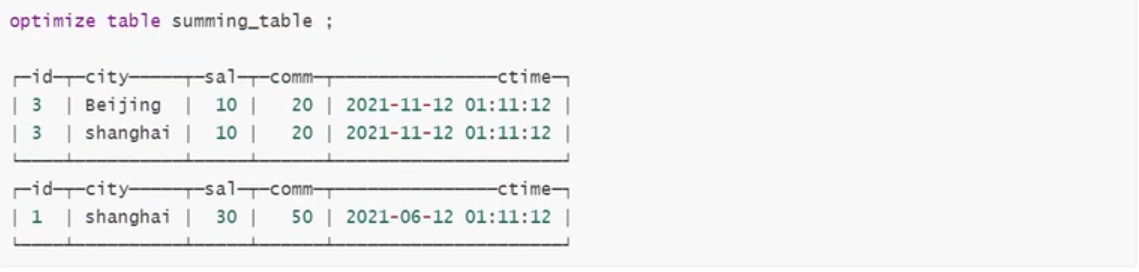 optimize table summing_table ;
┌─id─┬─city─────┬─sal─┬─comm─┬───────────────ctime─┐
│ 3 │ Beijing │ 10 │ 20 │ 2021-11-12 01:11:12 │
│ 3 │ shanghai │ 10 │ 20 │ 2021-11-12 01:11:12 │
└────┴──────────┴─────┴──────┴─────────────────────┘
┌─id─┬─city─────┬─sal─┬─comm─┬───────────────ctime─┐
│ 1 │ shanghai │ 30 │ 50 │ 2021-06-12 01:11:12 │
└────┴──────────┴─────┴──────┴─────────────────────┘